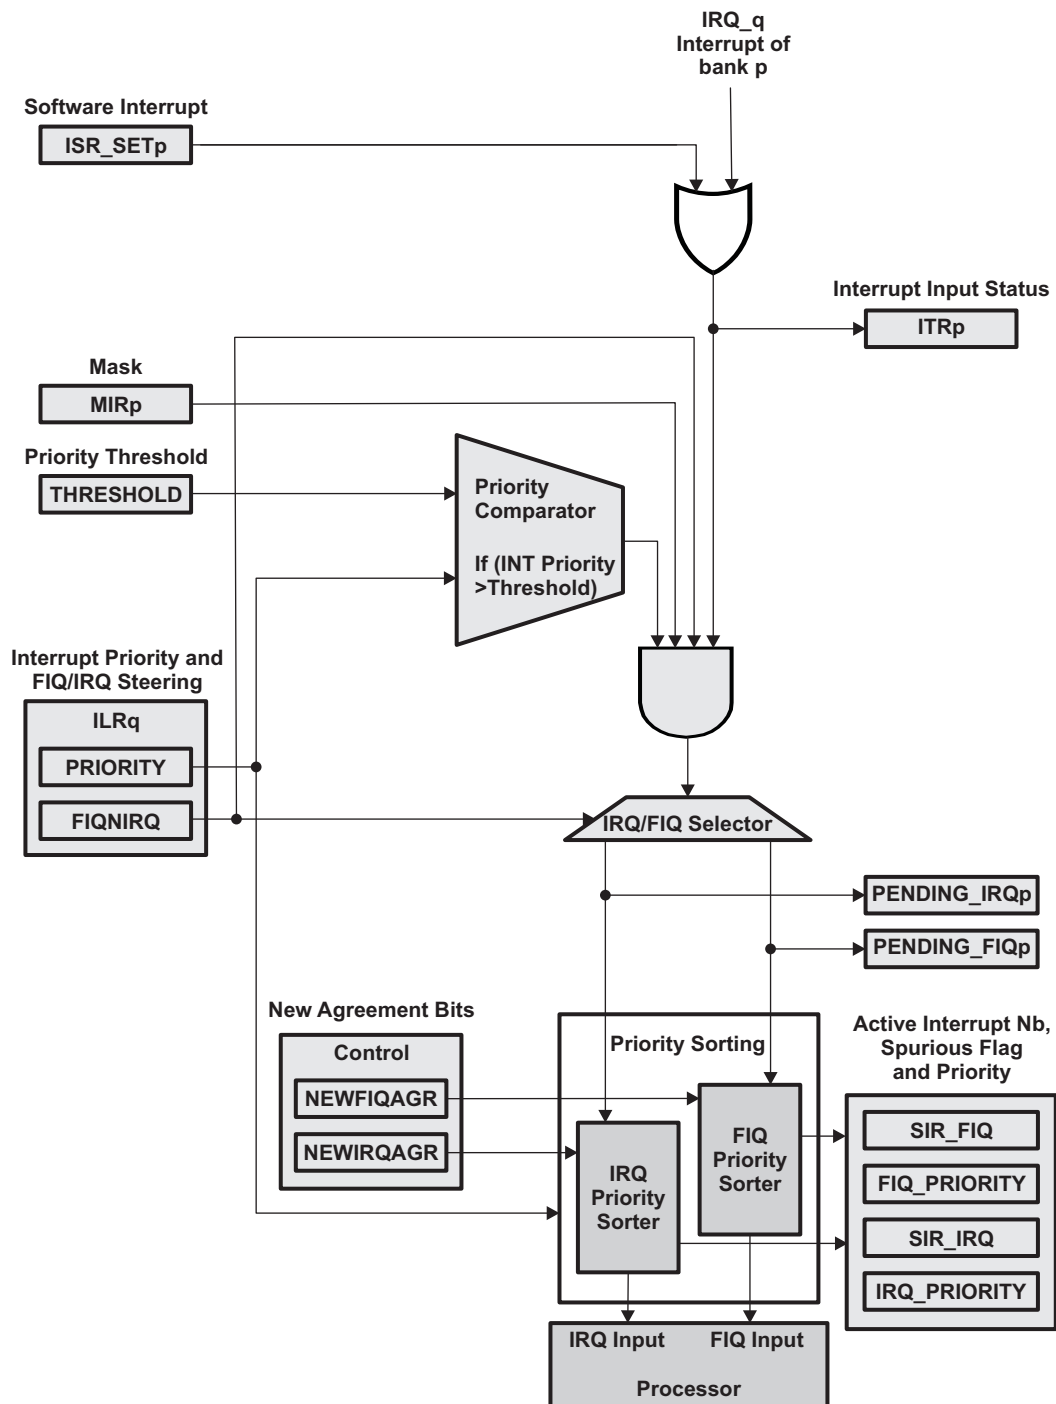 IRQ_q
Interrupt of
bank p
Software Interrupt
ISR_SETp
Interrupt Input Status
ITRp
Mask
MIRp
Priority Threshold
THRESHOLD
Priority
Comparator
If (INT Priority
>Threshold)
Interrupt Priority and
FIQ/IRQ Steering
ILRq
PRIORITY
FIQNIRQ
IRQ/FIQ Selector
PENDING_IRQp
PENDING_FIQp
New Agreement Bits
Control
NEWFIQAGR
NEWIRQAGR
Priority Sorting
FIQ
Priority
Sorter
IRQ
Priority
Sorter
Active Interrupt Nb,
Spurious Flag
and Priority
SIR_FIQ
FIQ_PRIORITY
SIR_IRQ
IRQ_PRIORITY
IRQ Input
FIQ Input
Processor